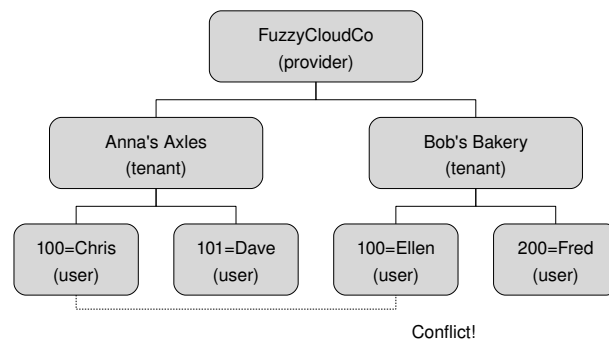 FuzzyCloudCo
(provider)
Anna's Axles
(tenant)
Bob's Bakery
(tenant)
100=Chris
(user)
101=Dave
(user)
100=Ellen
(user)
200=Fred
(user)
Conflict!